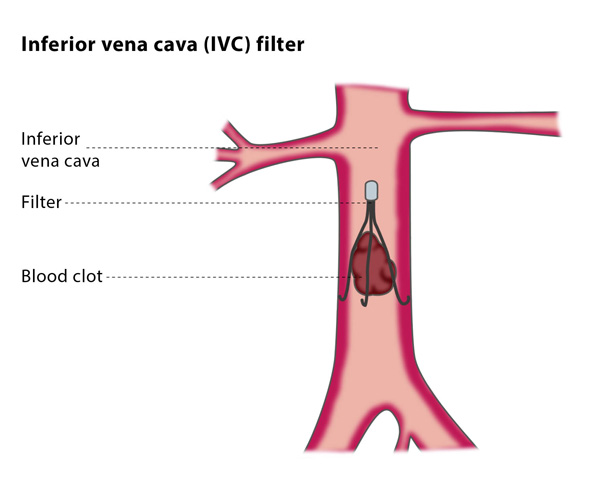 Inferior vena cava (IVC) filter
Inferior
vena cava
Filter
Blood clot